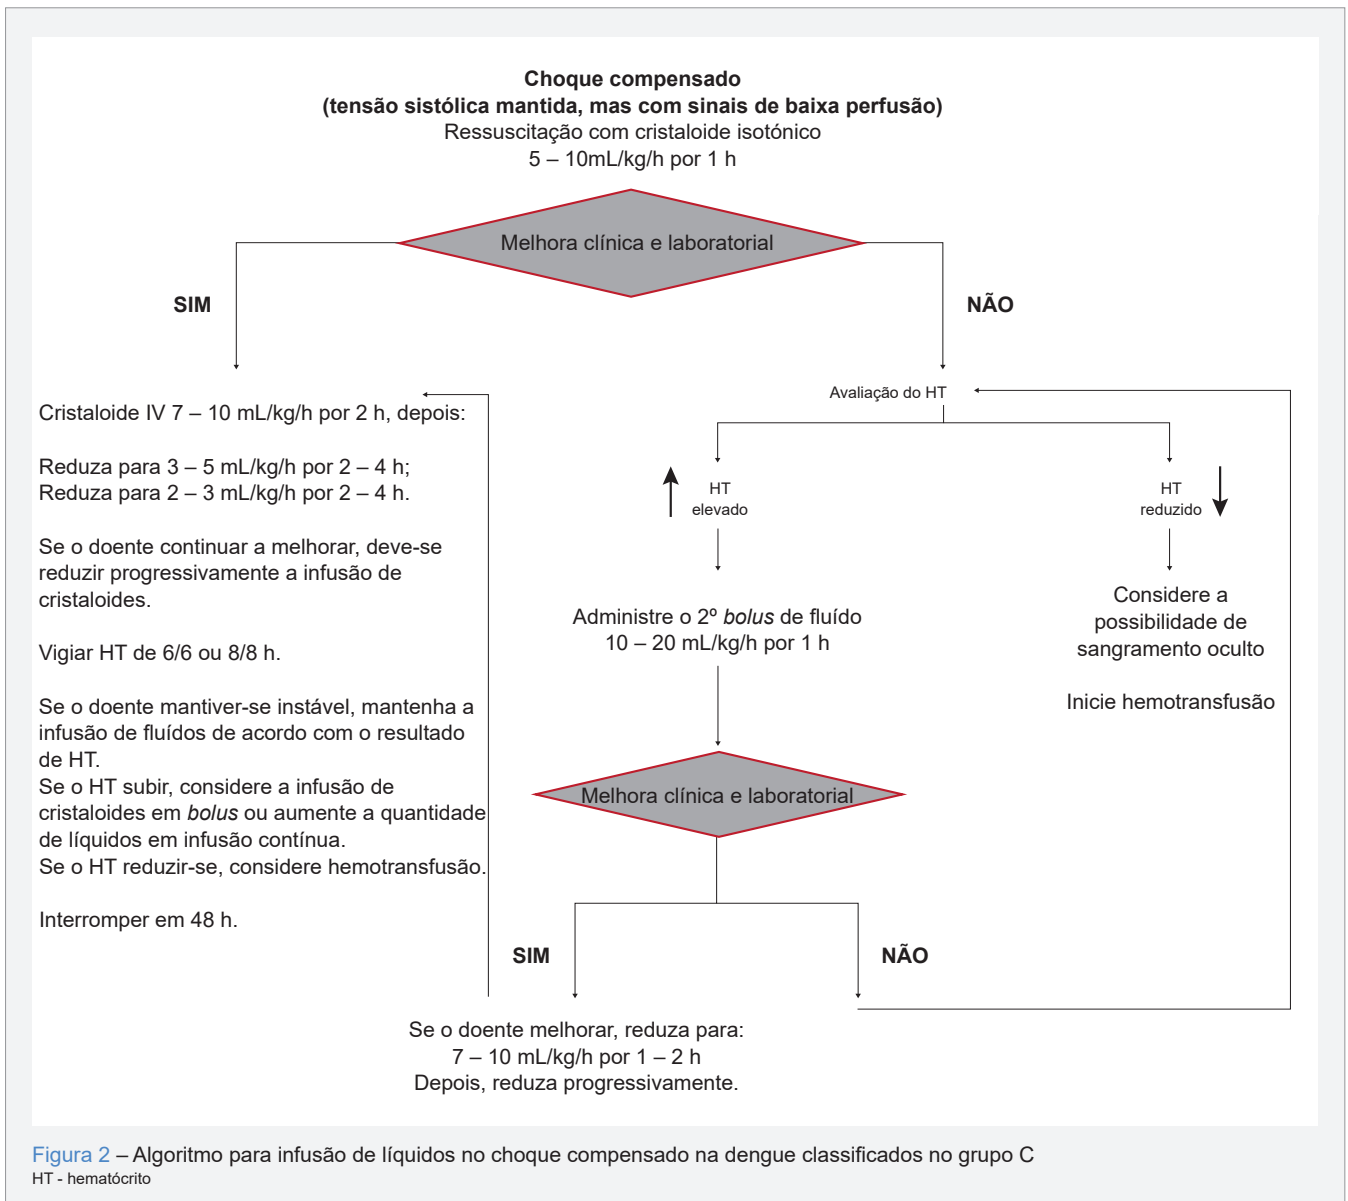 Choque compensado
(tensão sistólica mantida, mas com sinais de baixa perfusão)
Ressuscitação com cristaloide isotónico
5 – 10mL/kg/h por 1 h
Melhora clínica e laboratorial
SIM
NÃO
Cristaloide IV 7 – 10 mL/kg/h por 2 h, depois:
Reduza para 3 – 5 mL/kg/h por 2 – 4 h;
Reduza para 2 – 3 mL/kg/h por 2 – 4 h.
Se o doente continuar a melhorar, deve-se
reduzir progressivamente a infusão de
cristaloides.
Vigiar HT de 6/6 ou 8/8 h.
Se o doente mantiver-se instável, mantenha a
infusão de fluídos de acordo com o resultado
de HT.
Se o HT subir, considere a infusão de
cristaloides em bolus ou aumente a quantidade
de líquidos em infusão contínua.
Se o HT reduzir-se, considere hemotransfusão.
Interromper em 48 h.
Avaliação do HT
HT
elevado
HT
reduzido
Administre o 2º bolus de fluído
10 – 20 mL/kg/h por 1 h
Considere a
possibilidade de
sangramento oculto
Inicie hemotransfusão
Melhora clínica e laboratorial
SIM
NÃO
Se o doente melhorar, reduza para:
7 – 10 mL/kg/h por 1 – 2 h
Depois, reduza progressivamente.
Figura 2 – Algoritmo para infusão de líquidos no choque compensado na dengue classificados no grupo C
HT - hematócrito